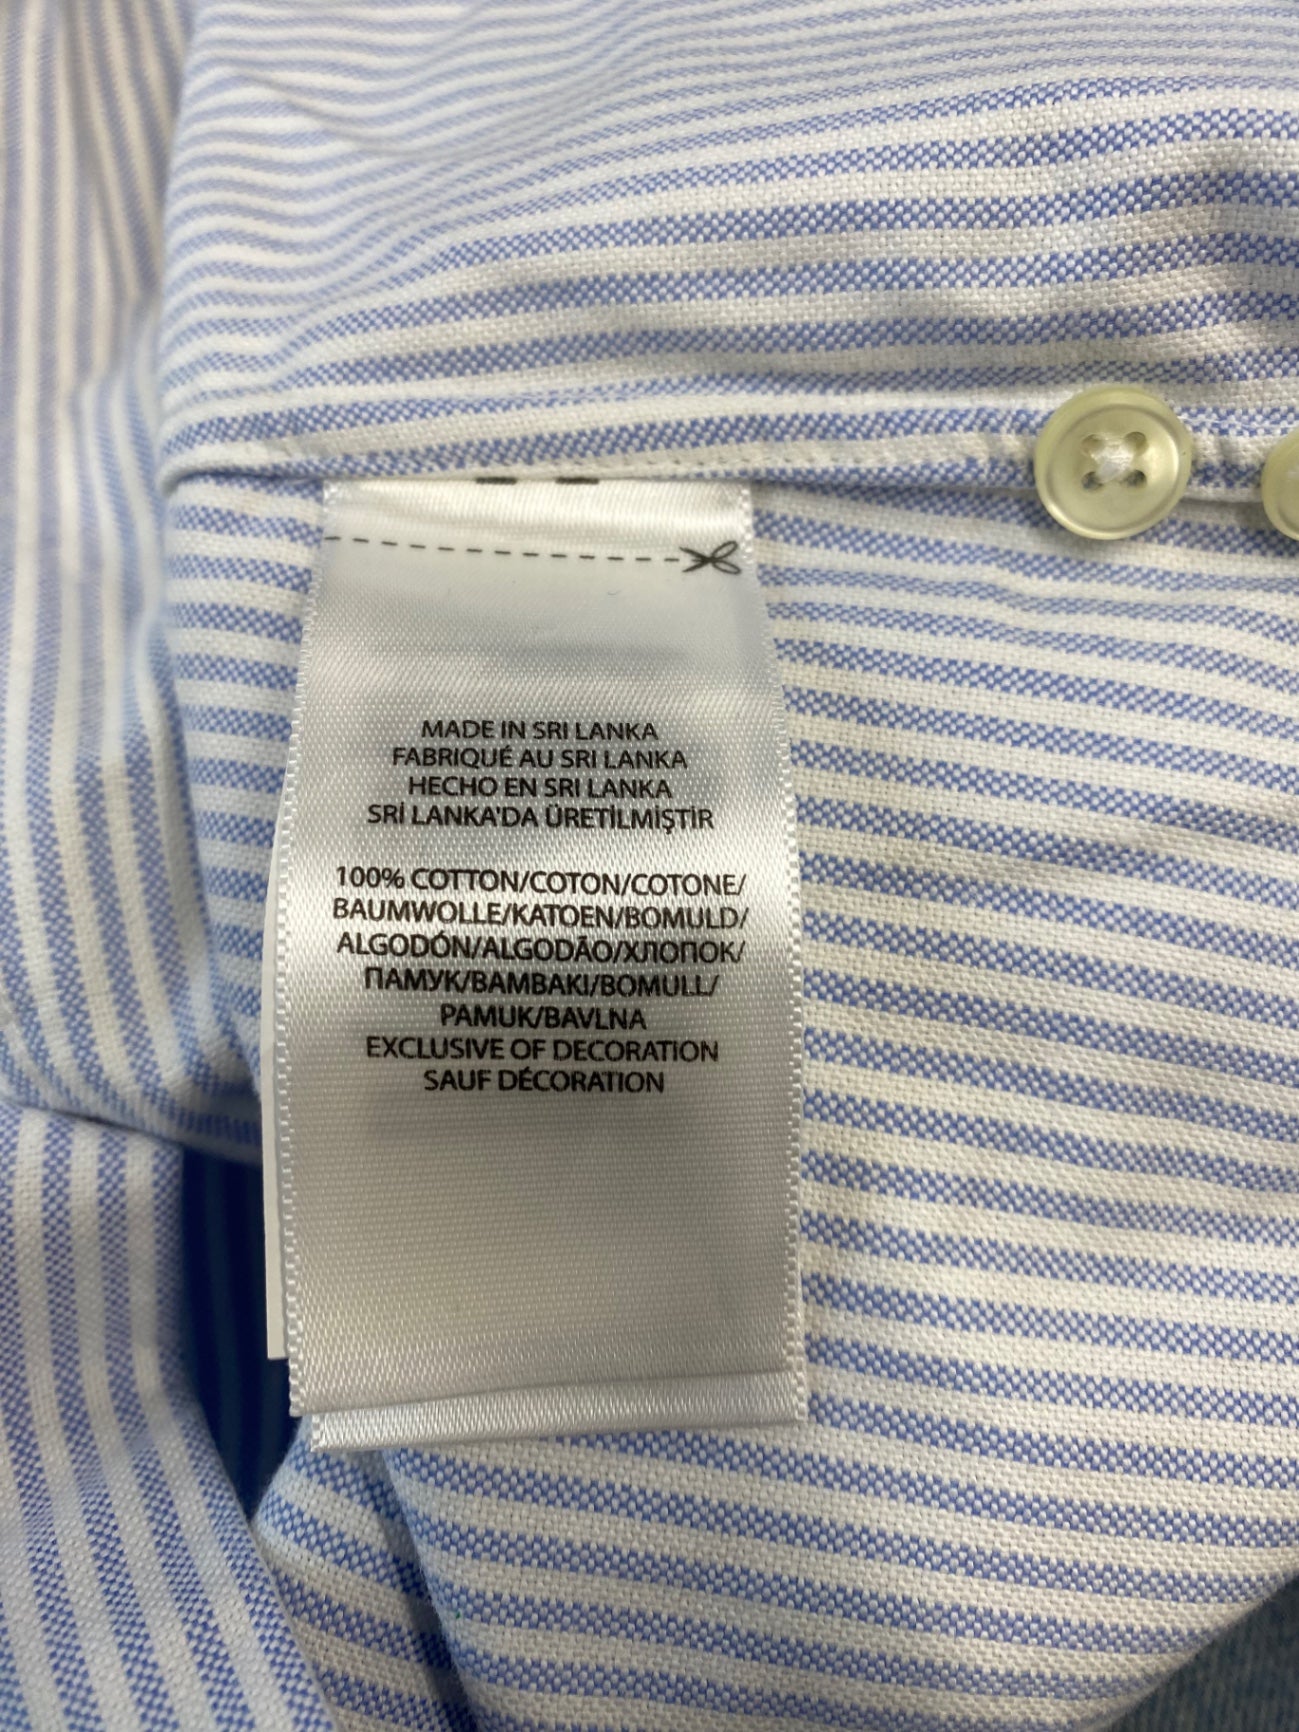 MADE IN SRI LANKA
FABRIQUÉ AU SRI LANKA
HECHO EN SRI LANKA
SRİ LANKA'DA ÜRETİLMİŞTİR
100% COTTON/COTON/COTONE/
BAUMWOLLE/KATOEN/BOMULD/
ALGODÓN/ALGODÃO/ХЛОПОК/
ПАМУК/BAMBAKI/BOMULL/
PAMUK/BAVLNA
EXCLUSIVE OF DECORATION
SAUF DÉCORATION